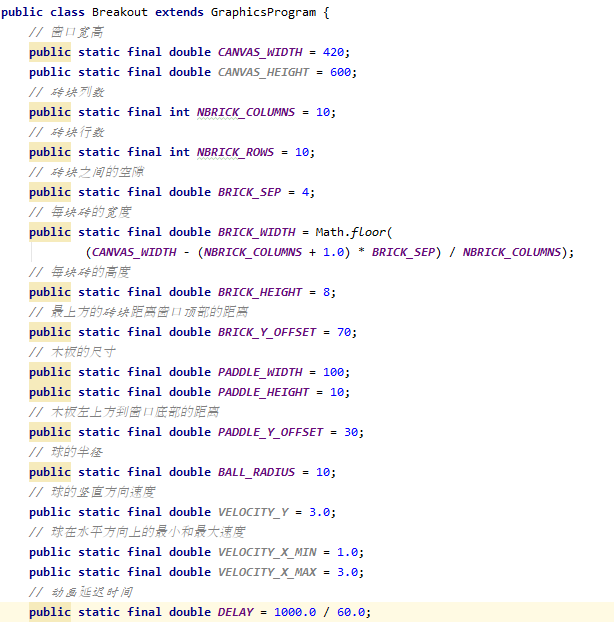 public class Breakout extends GraphicsProgram {
// 窗口宽高
public static final double CANVAS_WIDTH = 420;
public static final double CANVAS_HEIGHT = 600;
// 砖块列数
public static final int NBRICK_COLUMNS = 10;
// 砖块行数
public static final int NBRICK_ROWS = 10;
// 砖块之间的空隙
public static final double BRICK_SEP = 4;
// 每块砖的宽度
public static final double BRICK_WIDTH = Math.floor(
(CANVAS_WIDTH - (NBRICK_COLUMNS + 1.0) * BRICK_SEP) / NBRICK_COLUMNS);
// 每块砖的高度
public static final double BRICK_HEIGHT = 8;
// 最上方的砖块距离窗口顶部的距离
public static final double BRICK_Y_OFFSET = 70;
// 木板的尺寸
public static final double PADDLE_WIDTH = 100;
public static final double PADDLE_HEIGHT = 10;
// 木板左上方到窗口底部的距离
public static final double PADDLE_Y_OFFSET = 30;
// 球的半径
public static final double BALL_RADIUS = 10;
// 球的竖直方向速度
public static final double VELOCITY_Y = 3.0;
// 球在水平方向上的最小和最大速度
public static final double VELOCITY_X_MIN = 1.0;
public static final double VELOCITY_X_MAX = 3.0;
// 动画延迟时间
public static final double DELAY = 1000.0 / 60.0;